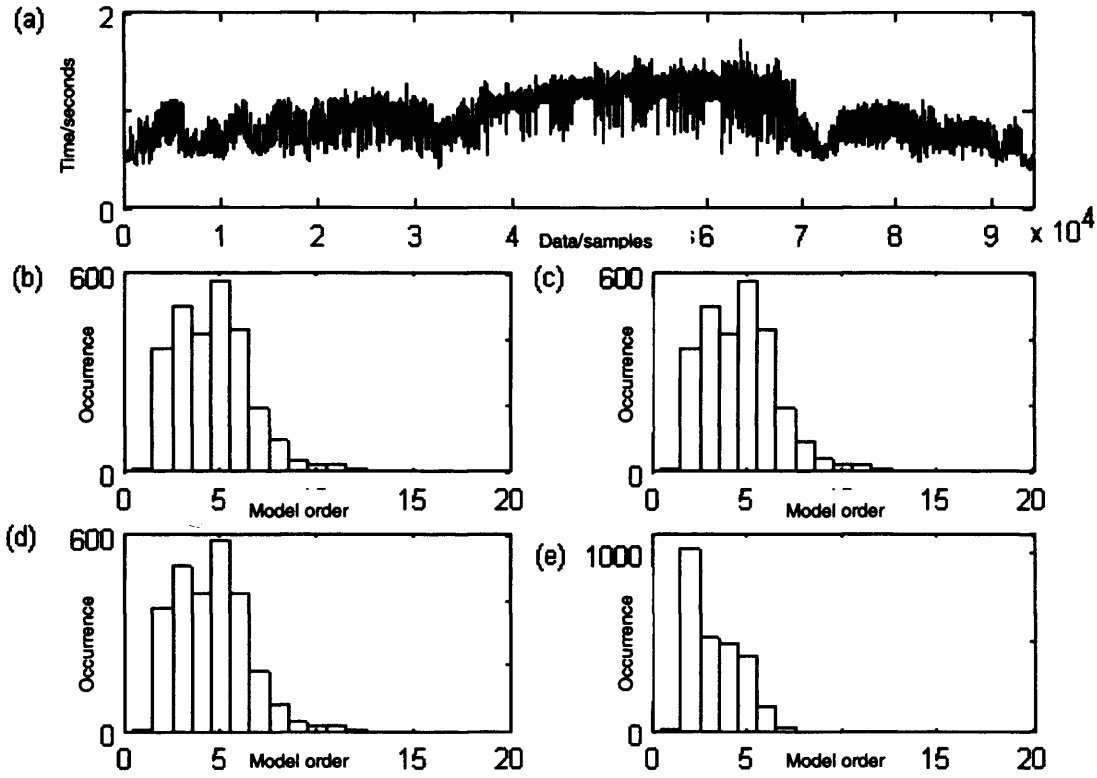 (a)
2
1
0
Time/seconds
0 1 2 3 4 Data/samples 6 7 8 9 x 10^4
(b)
600
0
Occurrence
0 5 Model order 15 20
(c)
600
0
Occurrence
0 5 Model order 15 20
(d)
600
0
Occurrence
0 5 Model order 15 20
(e)
1000
0
Occurrence
0 5 Model order 15 20